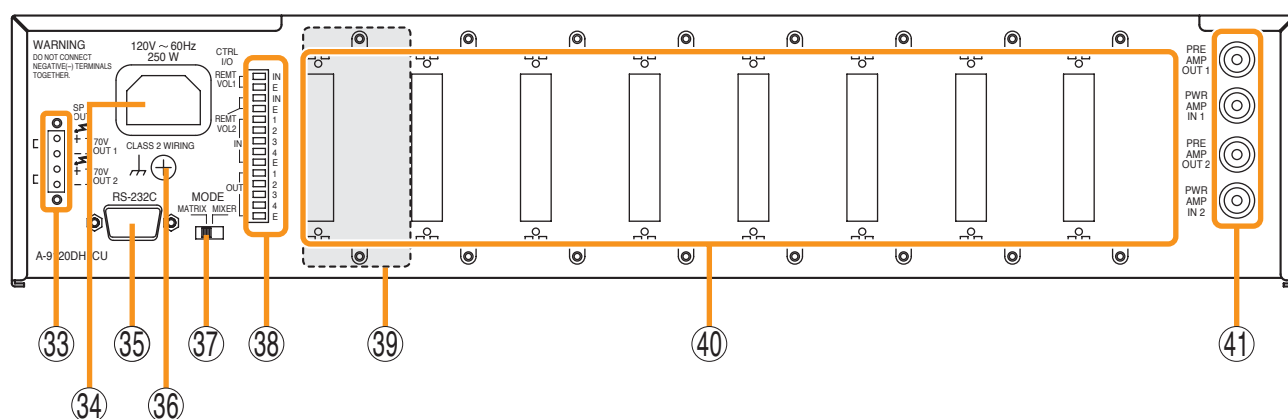 WARNING
DO NOT CONNECT
NEGATIVE(–) TERMINALS
TOGETHER.
120V ~ 60Hz
250 W
CTRL
I/O
REMT
VOL1
IN
E
IN
E
REMT
VOL2
1
2
IN
3
4
E
1
OUT
2
3
4
E
SP
OUT
+
70V
– OUT 1
+
70V
– OUT 2
CLASS 2 WIRING
RS-232C
MODE
MATRIX
MIXER
PRE
AMP
OUT 1
PWR
AMP
IN 1
PRE
AMP
OUT 2
PWR
AMP
IN 2
33
34
35
36
37
38
39
40
41